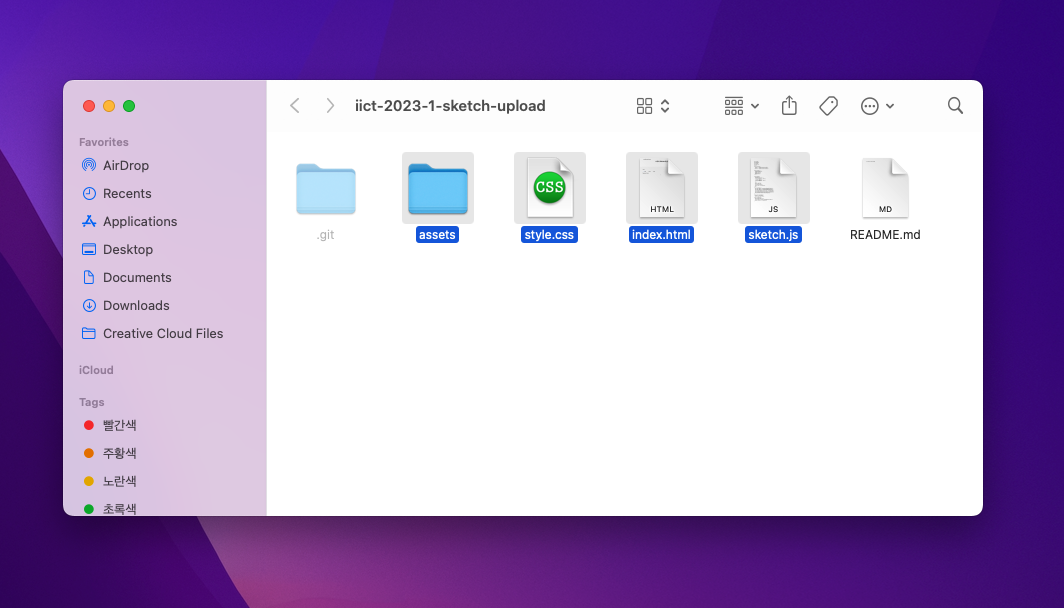 iict-2023-1-sketch-upload
Favorites
AirDrop
Recents
Applications
Desktop
Documents
Downloads
Creative Cloud Files
iCloud
Tags
빨간색
주황색
노란색
초록색
CSS
HTML
JS
MD
.git
assets
style.css
index.html
sketch.js
README.md